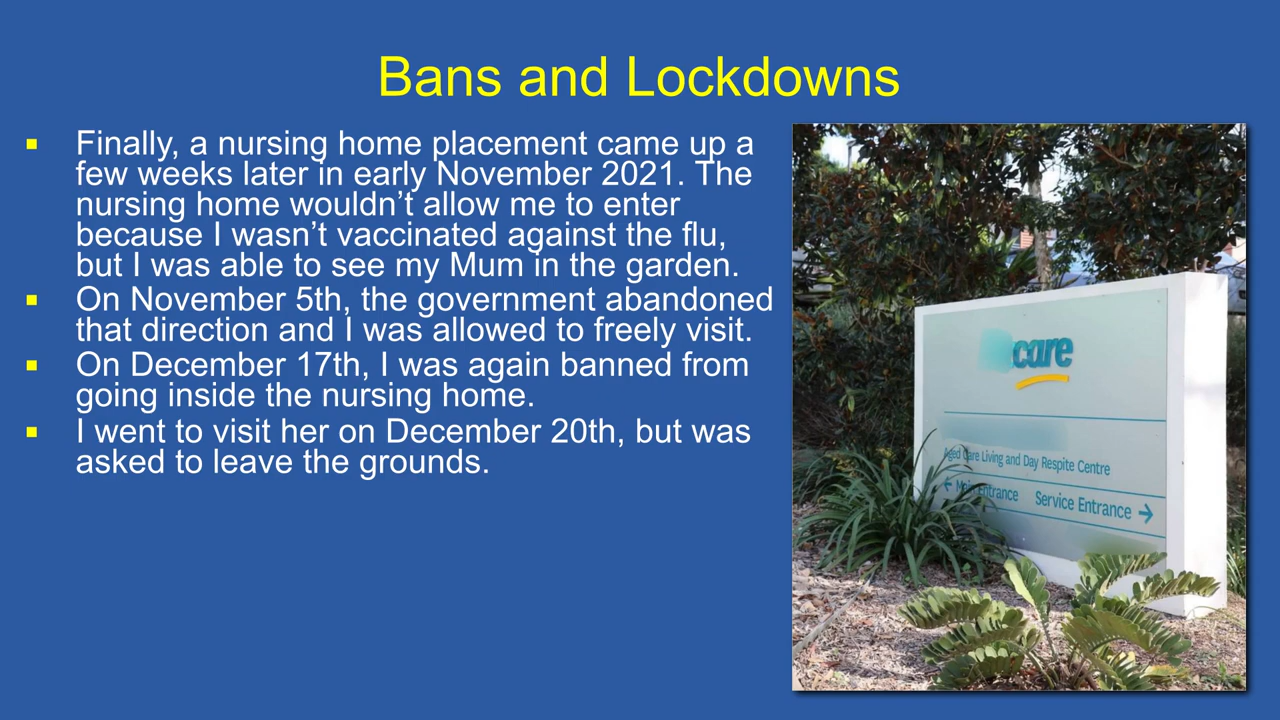 Bans and Lockdowns
▪ Finally, a nursing home placement came up a
few weeks later in early November 2021. The
nursing home wouldn’t allow me to enter
because I wasn’t vaccinated against the flu,
but I was able to see my Mum in the garden.
▪ On November 5th, the government abandoned
that direction and I was allowed to freely visit.
▪ On December 17th, I was again banned from
going inside the nursing home.
▪ I went to visit her on December 20th, but was
asked to leave the grounds.
care
Aged Care Living and Day Respite Centre
← Main Entrance Service Entrance →